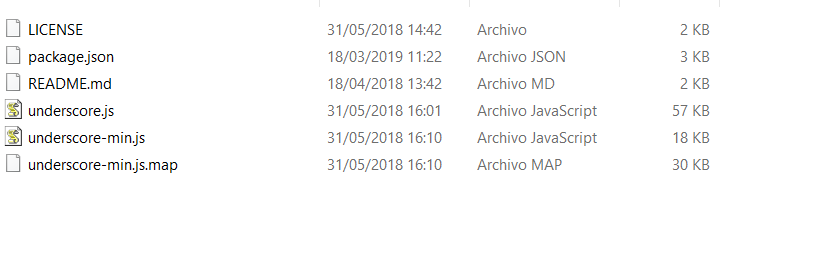 LICENSE 31/05/2018 14:42 Archivo 2 KB
package.json 18/03/2019 11:22 Archivo JSON 3 KB
README.md 18/04/2018 13:42 Archivo MD 2 KB
underscore.js 31/05/2018 16:01 Archivo JavaScript 57 KB
underscore-min.js 31/05/2018 16:10 Archivo JavaScript 18 KB
underscore-min.js.map 31/05/2018 16:10 Archivo MAP 30 KB